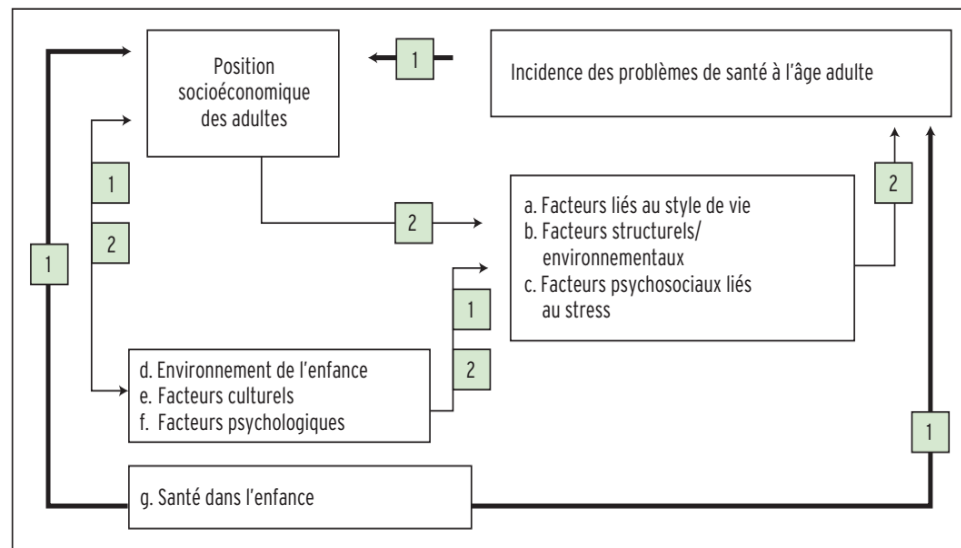 Position
socioéconomique
des adultes
1
Incidence des problèmes de santé à l'âge adulte
1
2
1
2
a. Facteurs liés au style de vie
b. Facteurs structurels/
environnementaux
c. Facteurs psychosociaux liés
au stress
2
1
2
d. Environnement de l'enfance
e. Facteurs culturels
f. Facteurs psychologiques
1
g. Santé dans l'enfance